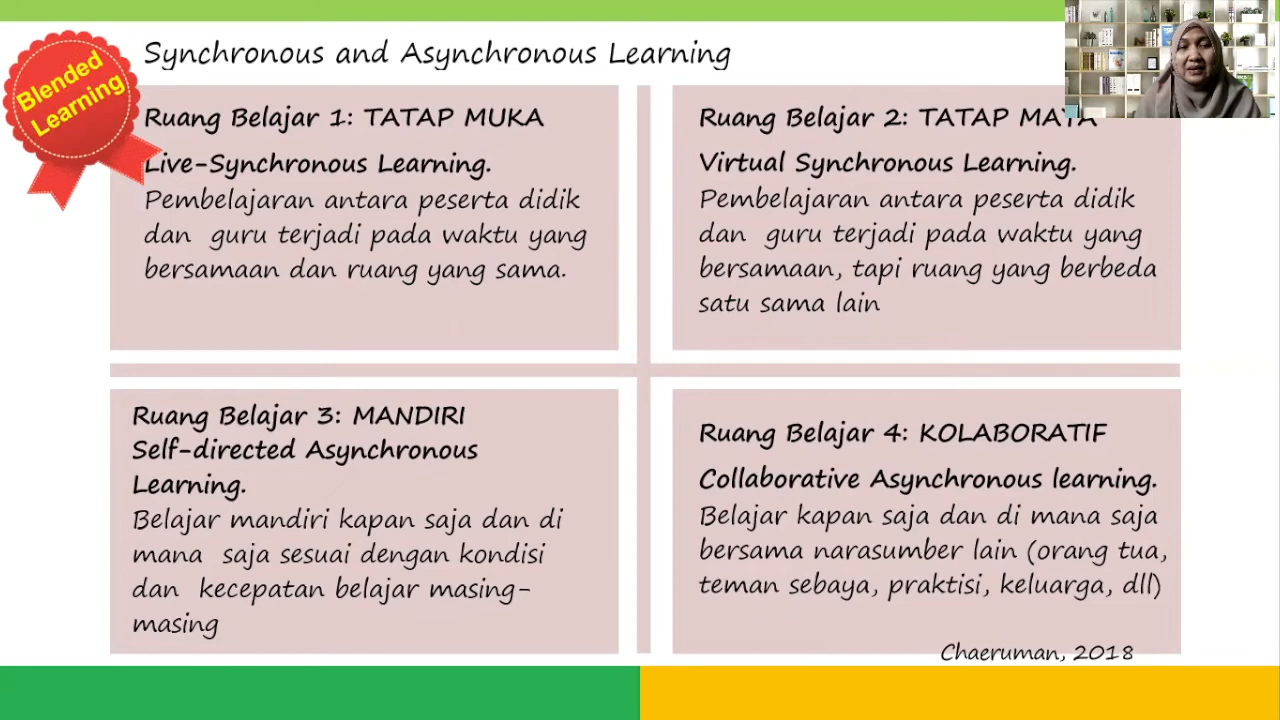 Blended
Learning
Synchronous and Asynchronous Learning
Ruang Belajar 1: TATAP MUKA
Live-Synchronous Learning.
Pembelajaran antara peserta didik
dan guru terjadi pada waktu yang
bersamaan dan ruang yang sama.
Ruang Belajar 2: TATAP MAYA
Virtual Synchronous Learning.
Pembelajaran antara peserta didik
dan guru terjadi pada waktu yang
bersamaan, tapi ruang yang berbeda
satu sama lain
Ruang Belajar 3: MANDIRI
Self-directed Asynchronous
Learning.
Belajar mandiri kapan saja dan di
mana saja sesuai dengan kondisi
dan kecepatan belajar masing-
masing
Ruang Belajar 4: KOLABORATIF
Collaborative Asynchronous learning.
Belajar kapan saja dan di mana saja
bersama narasumber lain (orang tua,
teman sebaya, praktisi, keluarga, dll)
Chaeruman, 2018